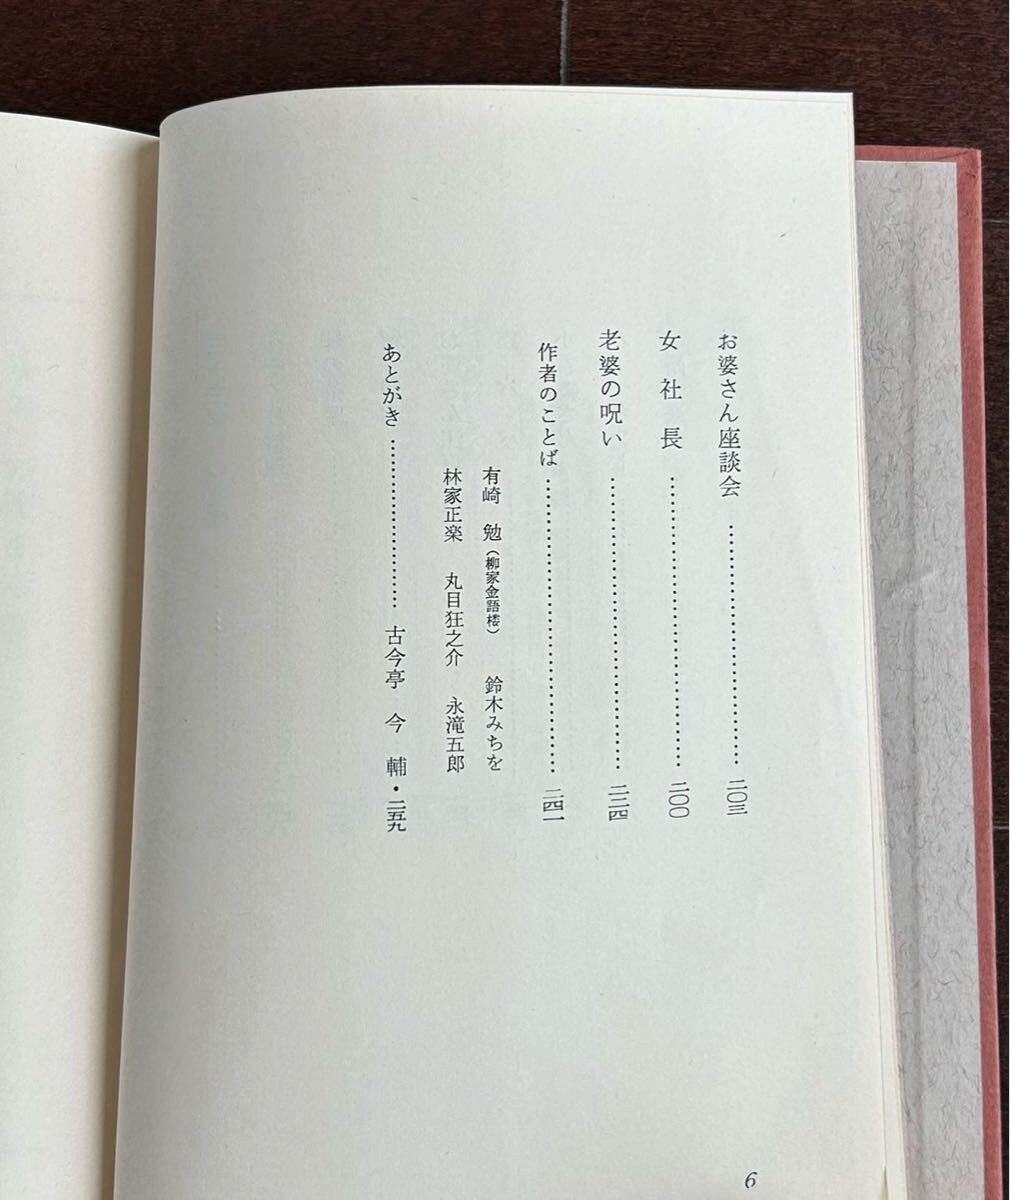 お婆さん座談会 ……………………… 二〇三
女社長 ……………………… 二〇〇
老婆の呪い ……………………… 二二四
作者のことば ……………………… 二四一
有崎 勉(柳家金語楼) 鈴木みちを
林家正楽 丸目狂之介 永滝五郎
あとがき ……………… 古今亭 今 輔・二五九
6